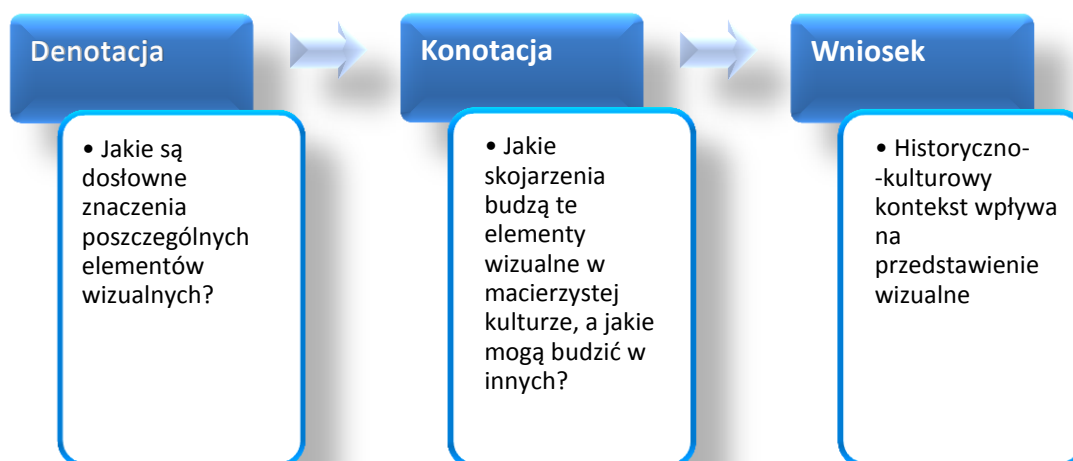 Denotacja
• Jakie są
dosłowne
znaczenia
poszczególnych
elementów
wizualnych?
Konotacja
• Jakie
skojarzenia
budzą te
elementy
wizualne w
macierzystej
kulturze, a jakie
mogą budzić w
innych?
Wniosek
• Historyczno-
-kulturowy
kontekst wpływa
na
przedstawienie
wizualne